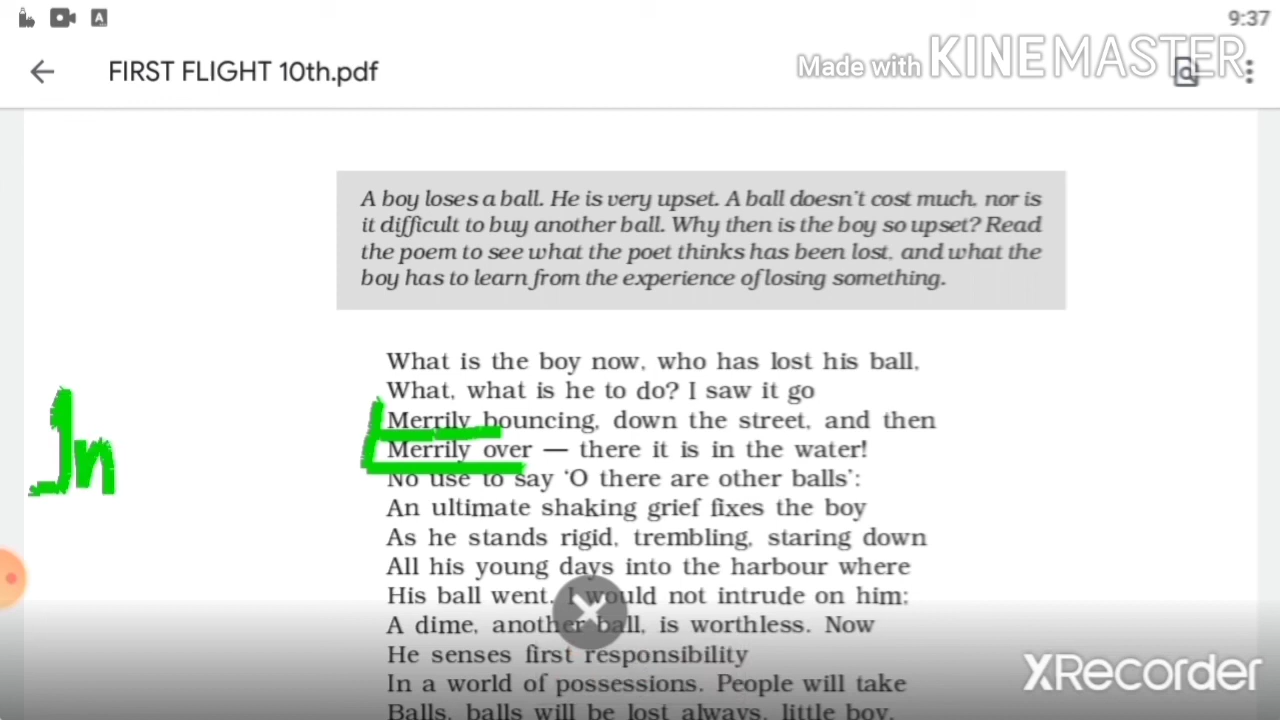 9:37
FIRST FLIGHT 10th.pdf
Made with KINEMASTER
A boy loses a ball. He is very upset. A ball doesn't cost much, nor is
it difficult to buy another ball. Why then is the boy so upset? Read
the poem to see what the poet thinks has been lost, and what the
boy has to learn from the experience of losing something.
What is the boy now, who has lost his ball,
What, what is he to do? I saw it go
Merrily bouncing, down the street, and then
Merrily over — there it is in the water!
No use to say 'O there are other balls':
An ultimate shaking grief fixes the boy
As he stands rigid, trembling, staring down
All his young days into the harbour where
His ball went. I would not intrude on him;
A dime, another ball, is worthless. Now
He senses first responsibility
In a world of possessions. People will take
Balls, balls will be lost always, little boy.
In
XRecorder